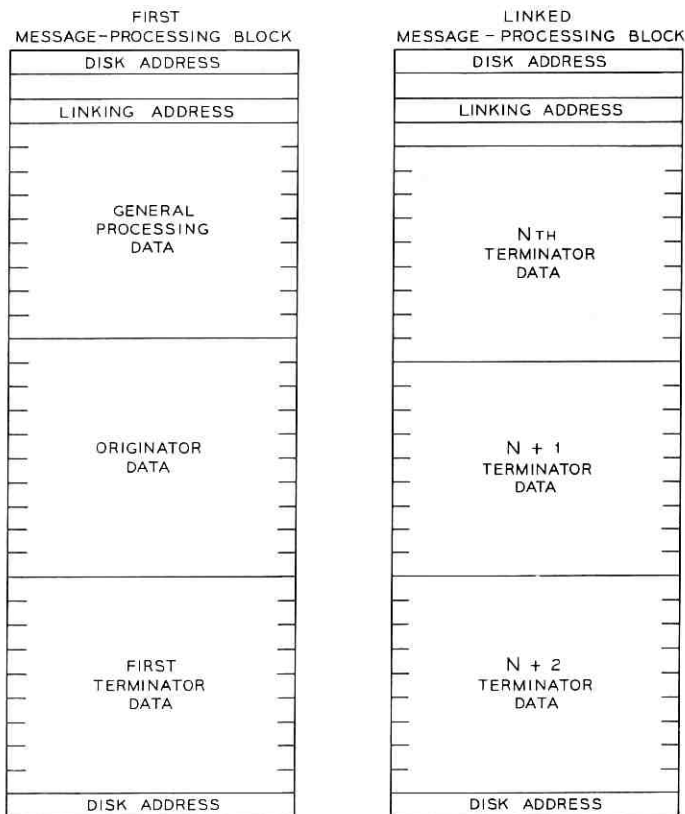 FIRST
MESSAGE-PROCESSING BLOCK
DISK ADDRESS
LINKING ADDRESS
GENERAL
PROCESSING
DATA
ORIGINATOR
DATA
FIRST
TERMINATOR
DATA
DISK ADDRESS
LINKED
MESSAGE-PROCESSING BLOCK
DISK ADDRESS
LINKING ADDRESS
NTH
TERMINATOR
DATA
N + 1
TERMINATOR
DATA
N + 2
TERMINATOR
DATA
DISK ADDRESS